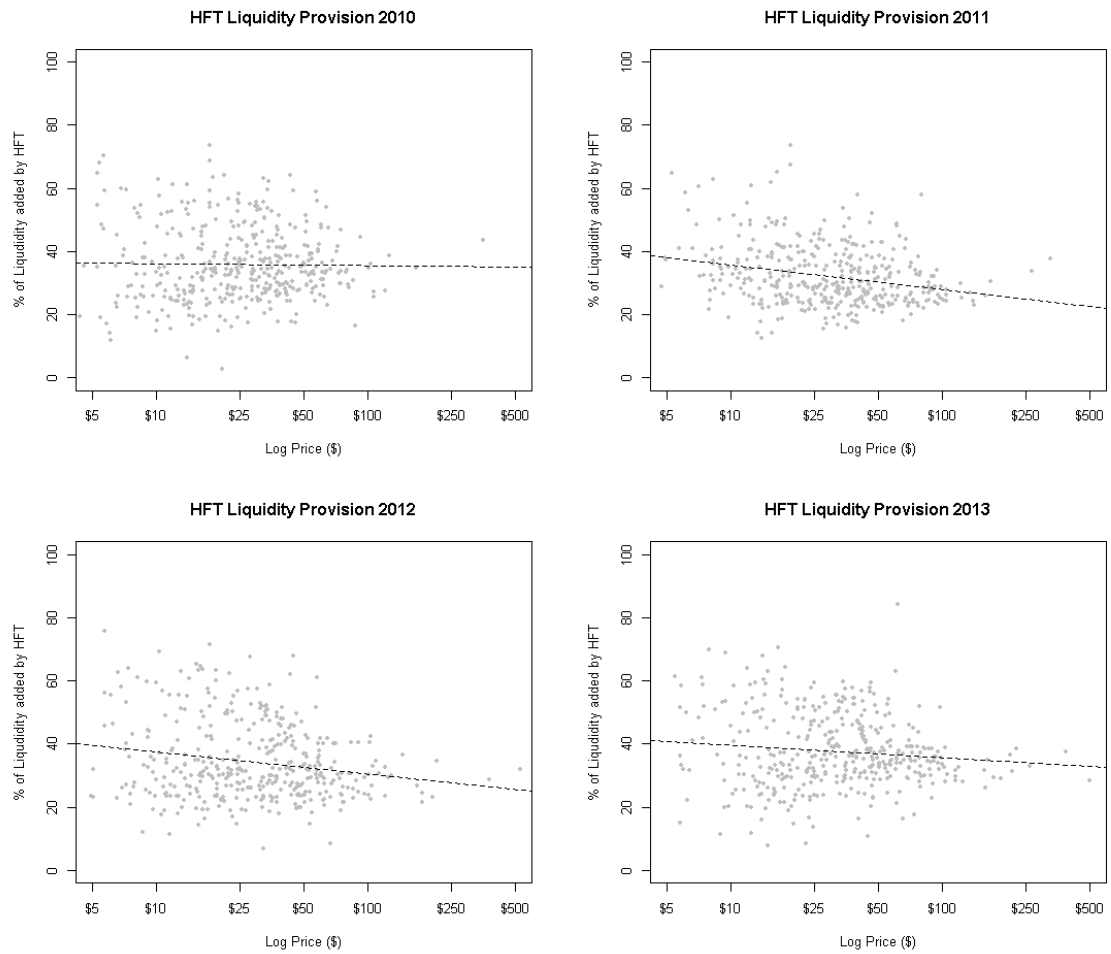 HFT Liquidity Provision 2010
% of Liqudidity added by HFT
100
80
60
40
20
0
$5 $10 $25 $50 $100 $250 $500
Log Price ($)
HFT Liquidity Provision 2011
% of Liqudidity added by HFT
100
80
60
40
20
0
$5 $10 $25 $50 $100 $250 $500
Log Price ($)
HFT Liquidity Provision 2012
% of Liqudidity added by HFT
100
80
60
40
20
0
$5 $10 $25 $50 $100 $250 $500
Log Price ($)
HFT Liquidity Provision 2013
% of Liqudidity added by HFT
100
80
60
40
20
0
$5 $10 $25 $50 $100 $250 $500
Log Price ($)